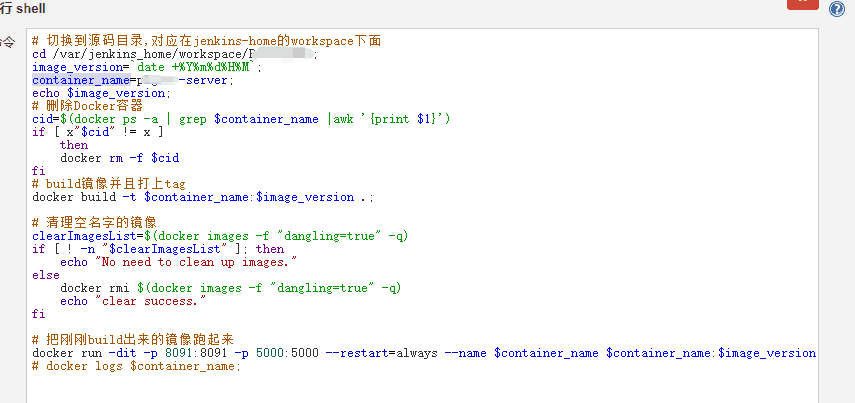 行 shell
令
# 切换到源码目录,对应在jenkins-home的workspace下面
cd /var/jenkins_home/workspace/
image_version=`date +%Y%m%d%H%M`;
container_name=p -server;
echo $image_version;
# 删除Docker容器
cid=$(docker ps -a | grep $container_name |awk '{print $1}')
if [ x"$cid" != x ]
then
docker rm -f $cid
fi
# build镜像并且打上tag
docker build -t $container_name:$image_version .;
# 清理空名字的镜像
clearImagesList=$(docker images -f "dangling=true" -q)
if [ ! -n "$clearImagesList" ]; then
echo "No need to clean up images."
else
docker rmi $(docker images -f "dangling=true" -q)
echo "clear success."
fi
# 把刚刚build出来的镜像跑起来
docker run -dit -p 8091:8091 -p 5000:5000 --restart=always --name $container_name $container_name:$image_version
# docker logs $container_name;